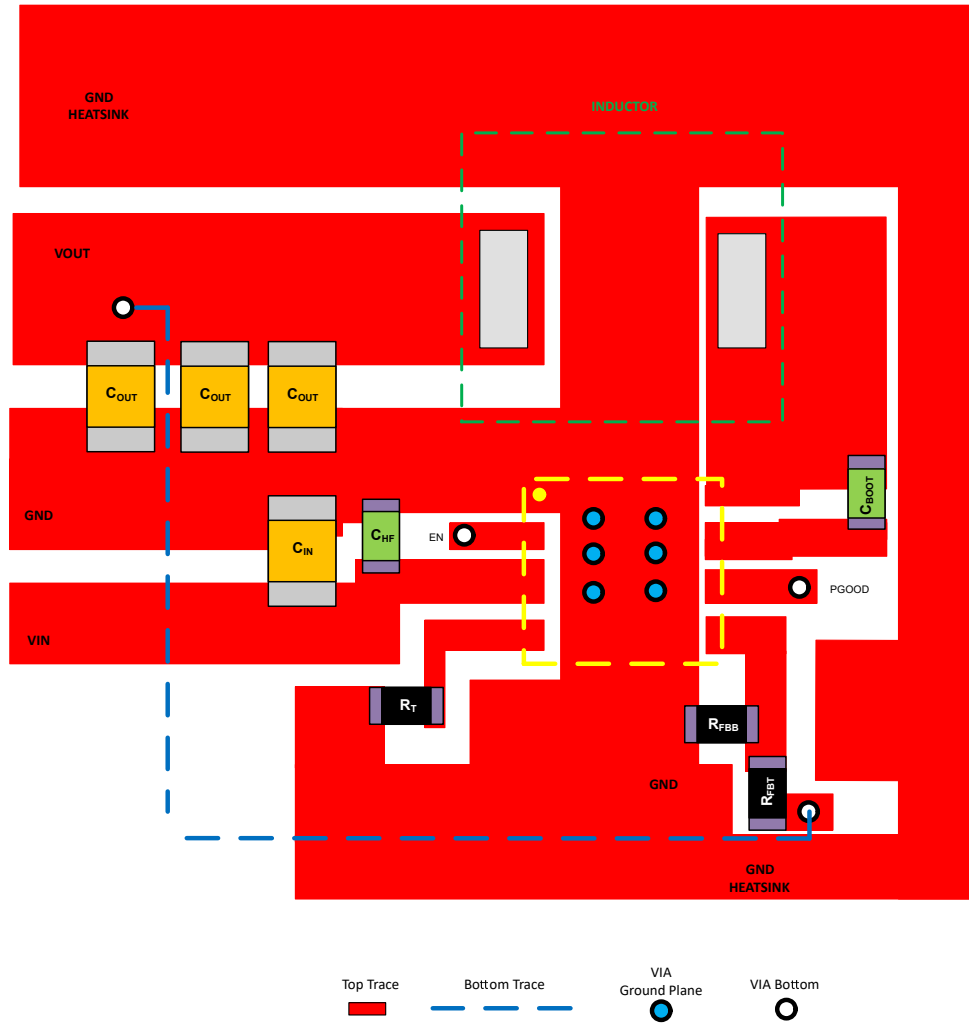 GND
HEATSINK
INDUCTOR
VOUT
COUT
COUT
COUT
CBOOT
GND
CIN
CHF
EN
PGOOD
VIN
RT
RFBB
GND
RFBT
GND
HEATSINK
Top Trace
Bottom Trace
VIA
Ground Plane
VIA Bottom